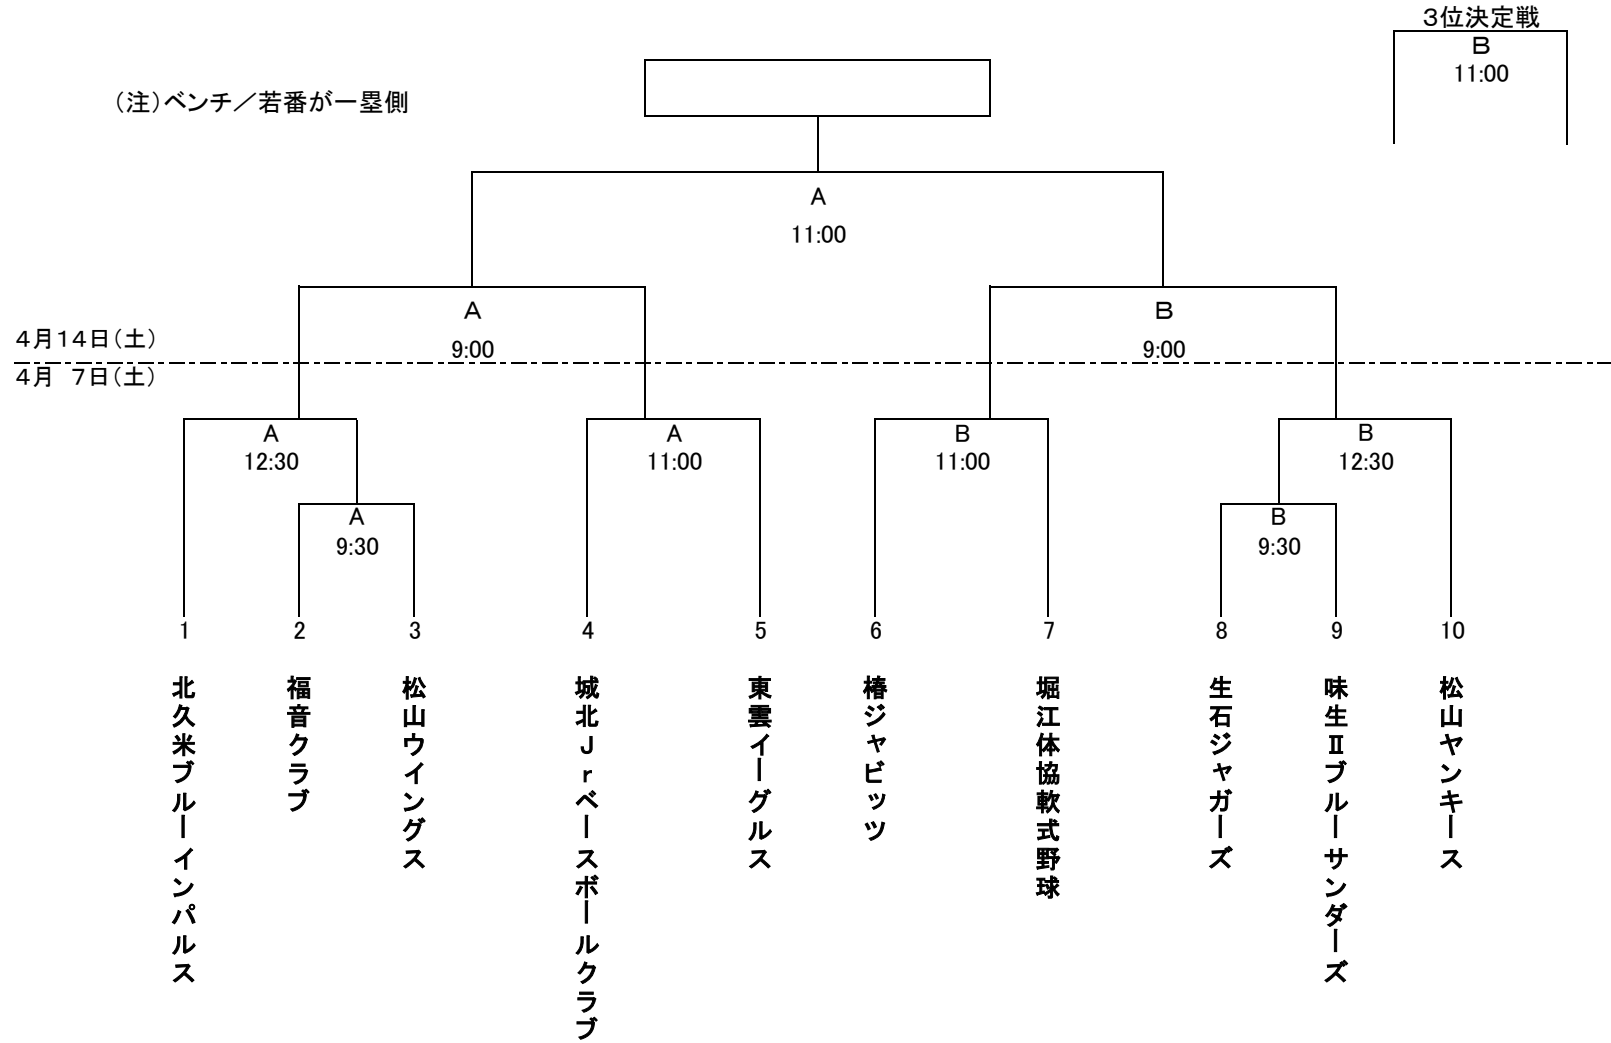 ３位決定戦
Ｂ
11:00
（注）ベンチ／若番が一塁側
Ａ
11:00
Ａ
9:00
Ｂ
9:00
４月１４日（土）
４月　７日（土）
Ａ
12:30
Ａ
11:00
Ｂ
11:00
Ｂ
12:30
Ａ
9:30
Ｂ
9:30
1
2
3
4
5
6
7
8
9
10
北久米ブルーインパルス
福音クラブ
松山ウイングス
城北Ｊｒベースボールクラブ
東雲イーグルス
椿ジャビッツ
堀江体協軟式野球
生石ジャガーズ
味生Ⅱブルーサンダーズ
松山ヤンキース